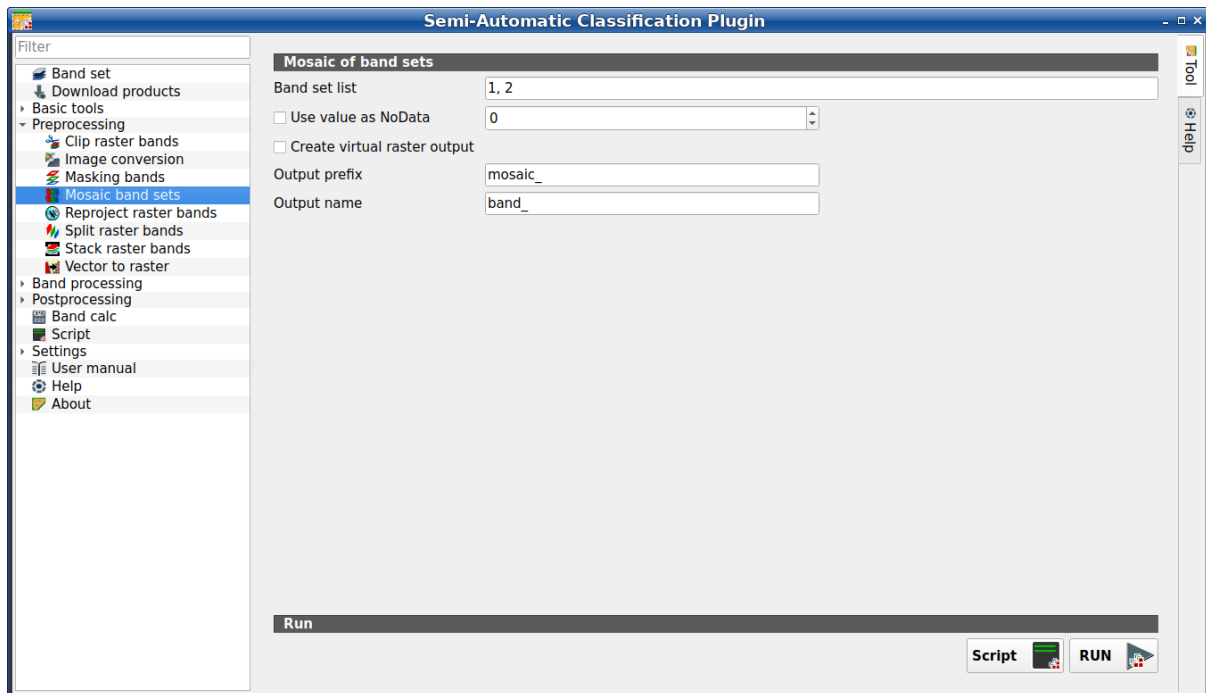 Semi-Automatic Classification Plugin
Filter
Band set
Download products
Basic tools
Preprocessing
Clip raster bands
Image conversion
Masking bands
Mosaic band sets
Reproject raster bands
Split raster bands
Stack raster bands
Vector to raster
Band processing
Postprocessing
Band calc
Script
Settings
User manual
Help
About
Mosaic of band sets
Band set list
1, 2
Use value as NoData
0
Create virtual raster output
Output prefix
mosaic_
Output name
band_
Run
Script
RUN
Tool
Help